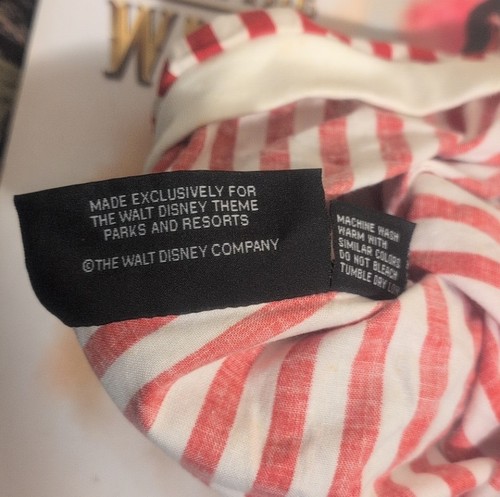 MADE EXCLUSIVELY FOR
THE WALT DISNEY THEME
PARKS AND RESORTS
©THE WALT DISNEY COMPANY
MACHINE WASH
WARM WITH
SIMILAR COLORS
DO NOT BLEACH
TUMBLE DRY